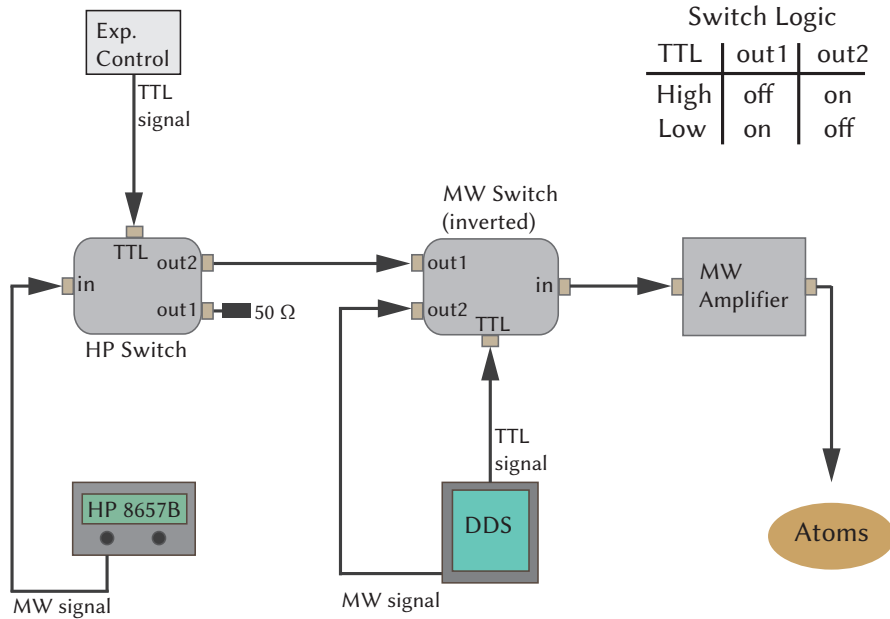 Exp.
Control
Switch Logic
TTL out1 out2
High off on
Low on off
TTL
signal
MW Switch
(inverted)
TTL
in
out2
out1
50 Ω
HP Switch
out1
out2
in
TTL
MW
Amplifier
TTL
signal
HP 8657B
MW signal
DDS
MW signal
Atoms